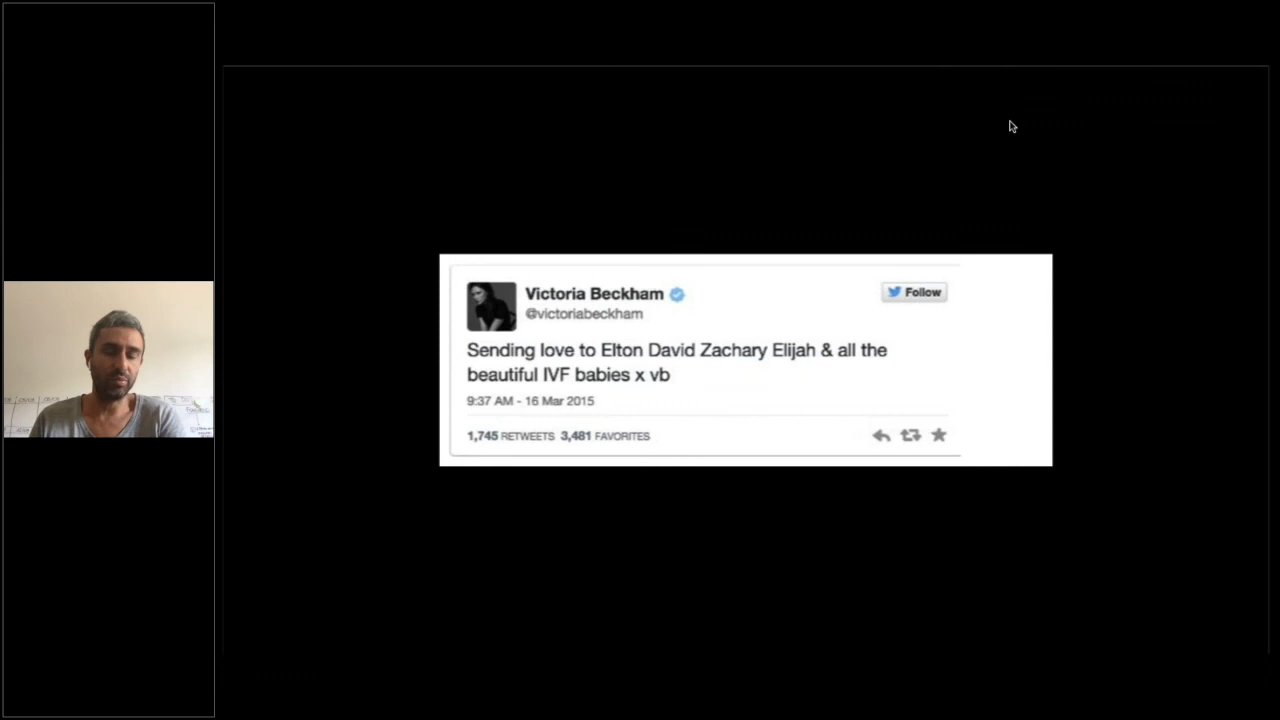 Victoria Beckham
Follow
@victoriabeckham
Sending love to Elton David Zachary Elijah & all the
beautiful IVF babies x vb
9:37 AM - 16 Mar 2015
1,745 RETWEETS 3,481 FAVORITES